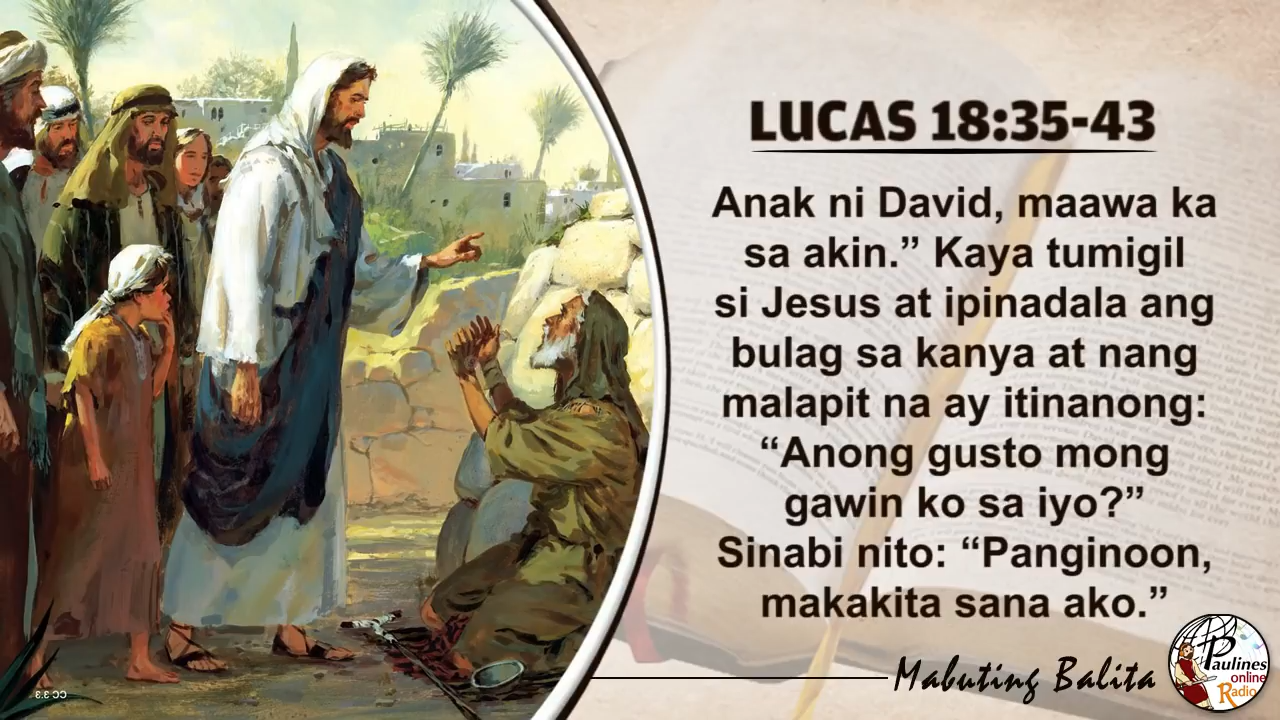 LUCAS 18:35-43
Anak ni David, maawa ka
sa akin.” Kaya tumigil
si Jesus at ipinadala ang
bulag sa kanya at nang
malapit na ay itinanong:
“Anong gusto mong
gawin ko sa iyo?”
Sinabi nito: “Panginoon,
makakita sana ako.”
Mabuting Balita
Paulines
online
Radio